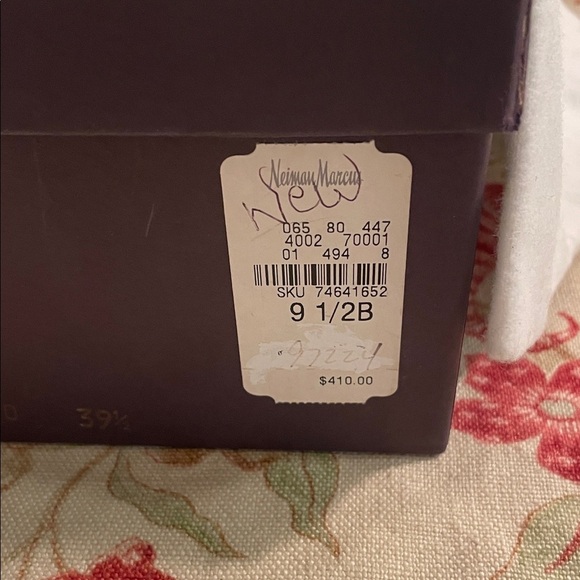 Neiman Marcus
New
065 80 447
4002 70001
01 494 8
SKU 74641652
9 1/2B
97224
$410.00
39½